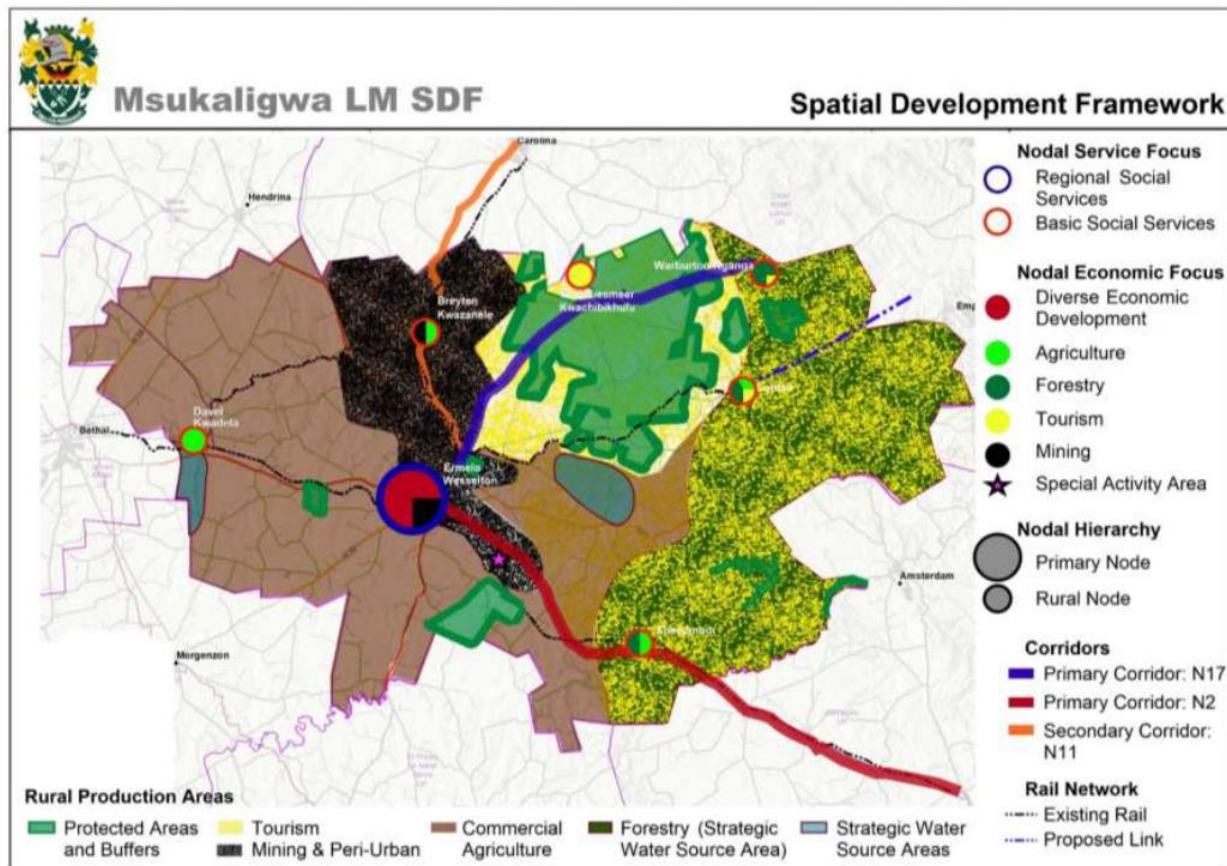 Msukaligwa LM SDF
Spatial Development Framework
Carolina
Hendrina
Warburton Nganga
Kwachibikhulu
Breyten
Kwazanele
Davel
Kwadela
Bethal
Ermelo
Wesselton
Amsterdam
Morgenzon
Nodal Service Focus
Regional Social
Services
Basic Social Services
Nodal Economic Focus
Diverse Economic
Development
Agriculture
Forestry
Tourism
Mining
Special Activity Area
Nodal Hierarchy
Primary Node
Rural Node
Corridors
Primary Corridor: N17
Primary Corridor: N2
Secondary Corridor:
N11
Rail Network
Existing Rail
Proposed Link
Rural Production Areas
Protected Areas
and Buffers
Tourism
Mining & Peri-Urban
Commercial
Agriculture
Forestry (Strategic
Water Source Area)
Strategic Water
Source Areas